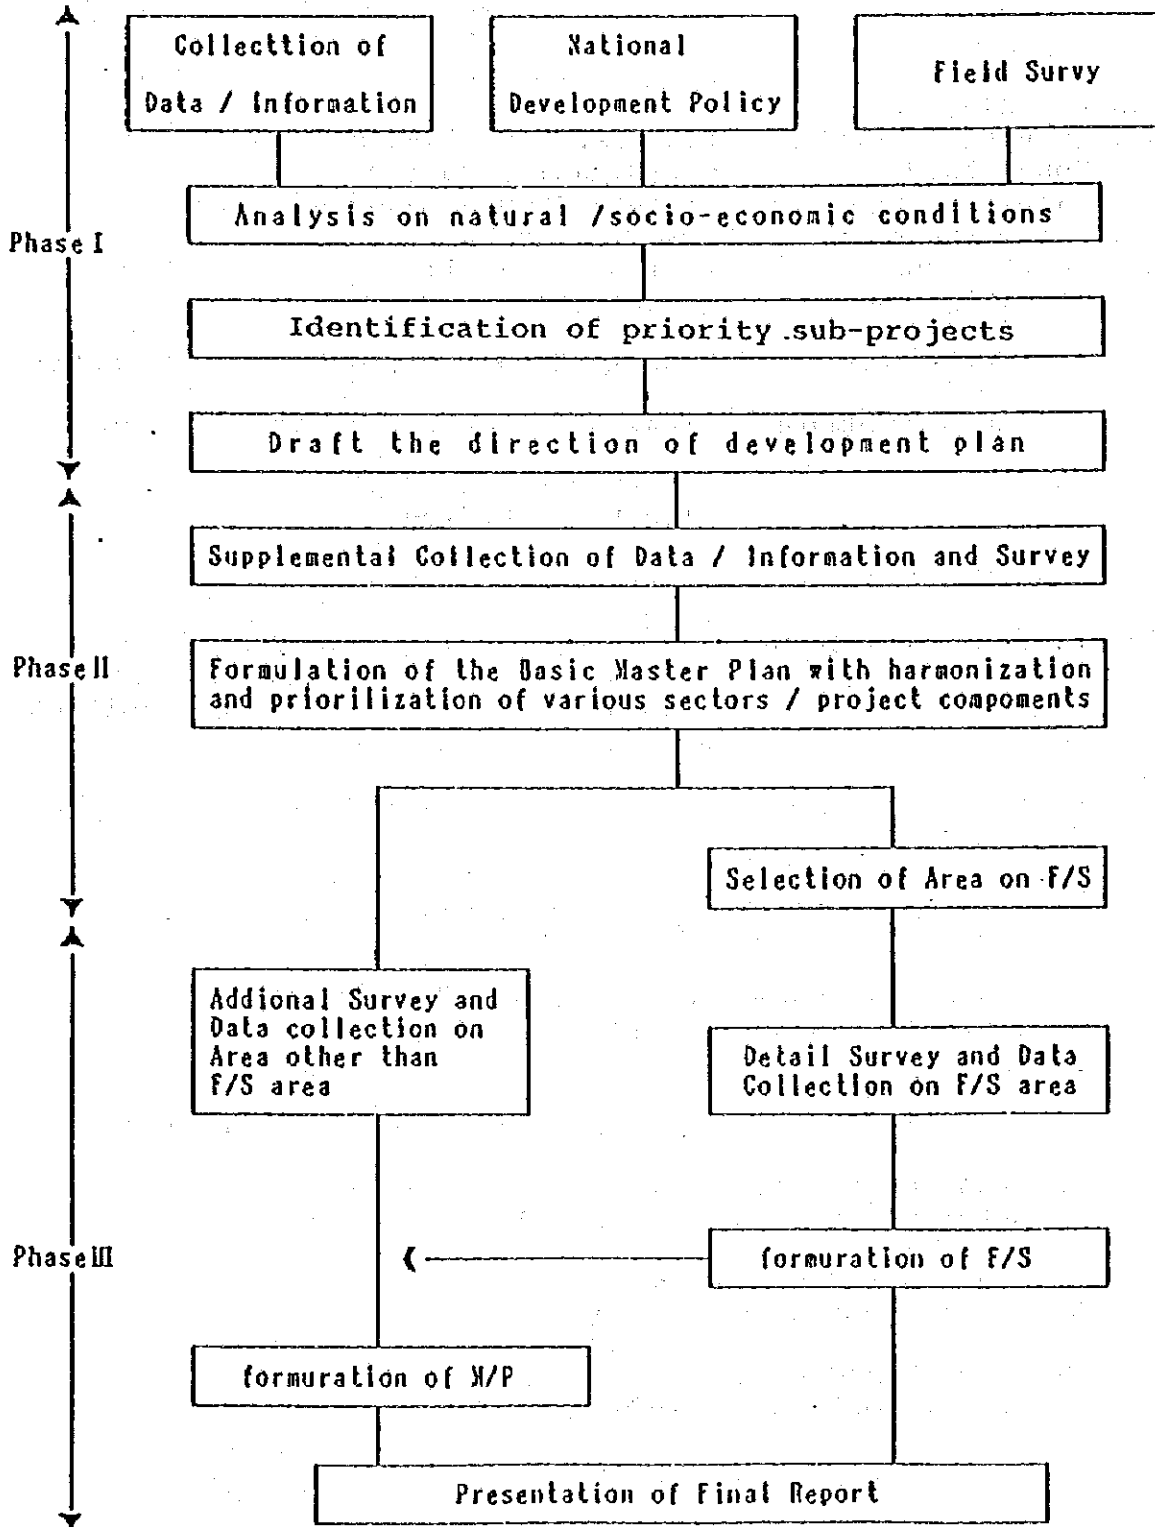 Collecttion of
Data / Information
National
Development Policy
Field Survy
Analysis on natural /socio-economic conditions
Phase I
Identification of priority sub-projects
Draft the direction of development plan
Supplemental Collection of Data / Information and Survey
Phase II
Formulation of the Basic Master Plan with harmonization
and priorilization of various sectors / project compoments
Selection of Area on F/S
Addional Survey and
Data collection on
Area other than
F/S area
Detail Survey and Data
Collection on F/S area
Phase III
formuration of F/S
formuration of M/P
Presentation of Final Report